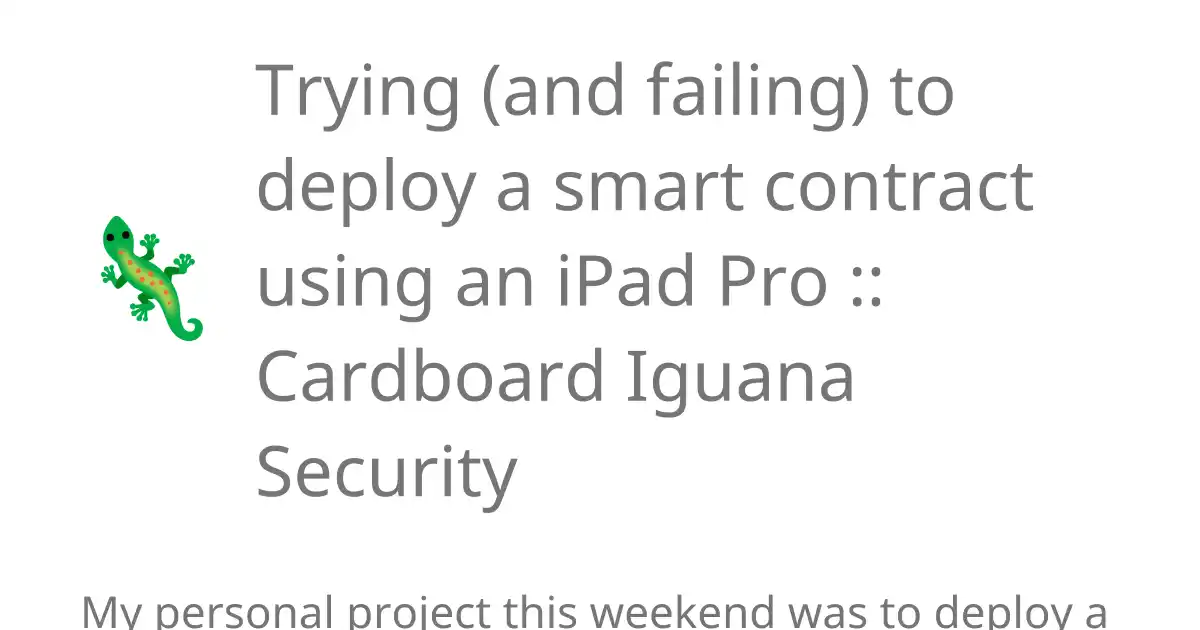 Trying (and failing) to
deploy a smart contract
using an iPad Pro ::
Cardboard Iguana
Security
My personal project this weekend was to deploy a